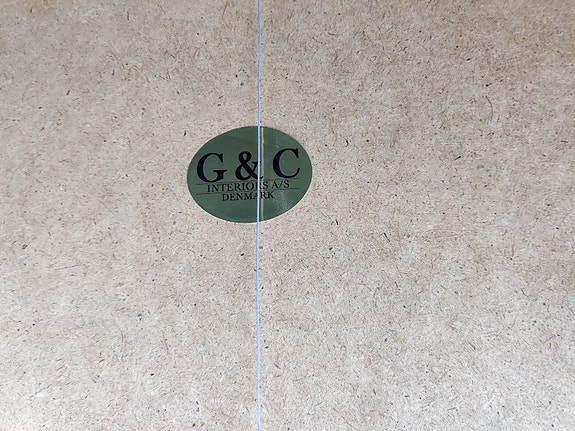 G & C
INTERIORS A/S
DENMARK